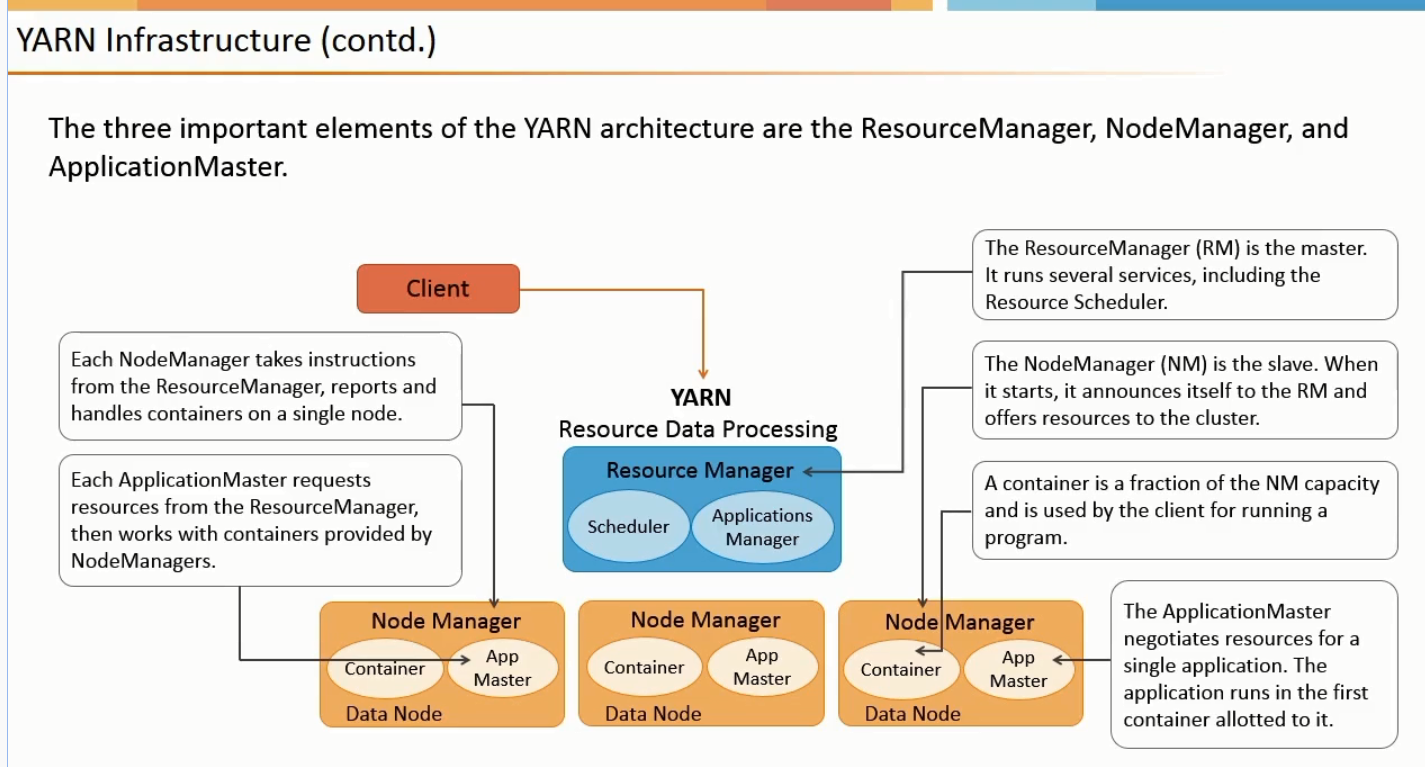 YARN Infrastructure (contd.)
The three important elements of the YARN architecture are the ResourceManager, NodeManager, and
ApplicationMaster.
Client
The ResourceManager (RM) is the master.
It runs several services, including the
Resource Scheduler.
Each NodeManager takes instructions
from the ResourceManager, reports and
handles containers on a single node.
The NodeManager (NM) is the slave. When
it starts, it announces itself to the RM and
offers resources to the cluster.
YARN
Resource Data Processing
Resource Manager
Scheduler
Applications
Manager
Each ApplicationMaster requests
resources from the ResourceManager,
then works with containers provided by
NodeManagers.
A container is a fraction of the NM capacity
and is used by the client for running a
program.
Node Manager
Container
App
Master
Data Node
Node Manager
Container
App
Master
Data Node
Node Manager
Container
App
Master
Data Node
The ApplicationMaster
negotiates resources for a
single application. The
application runs in the first
container allotted to it.